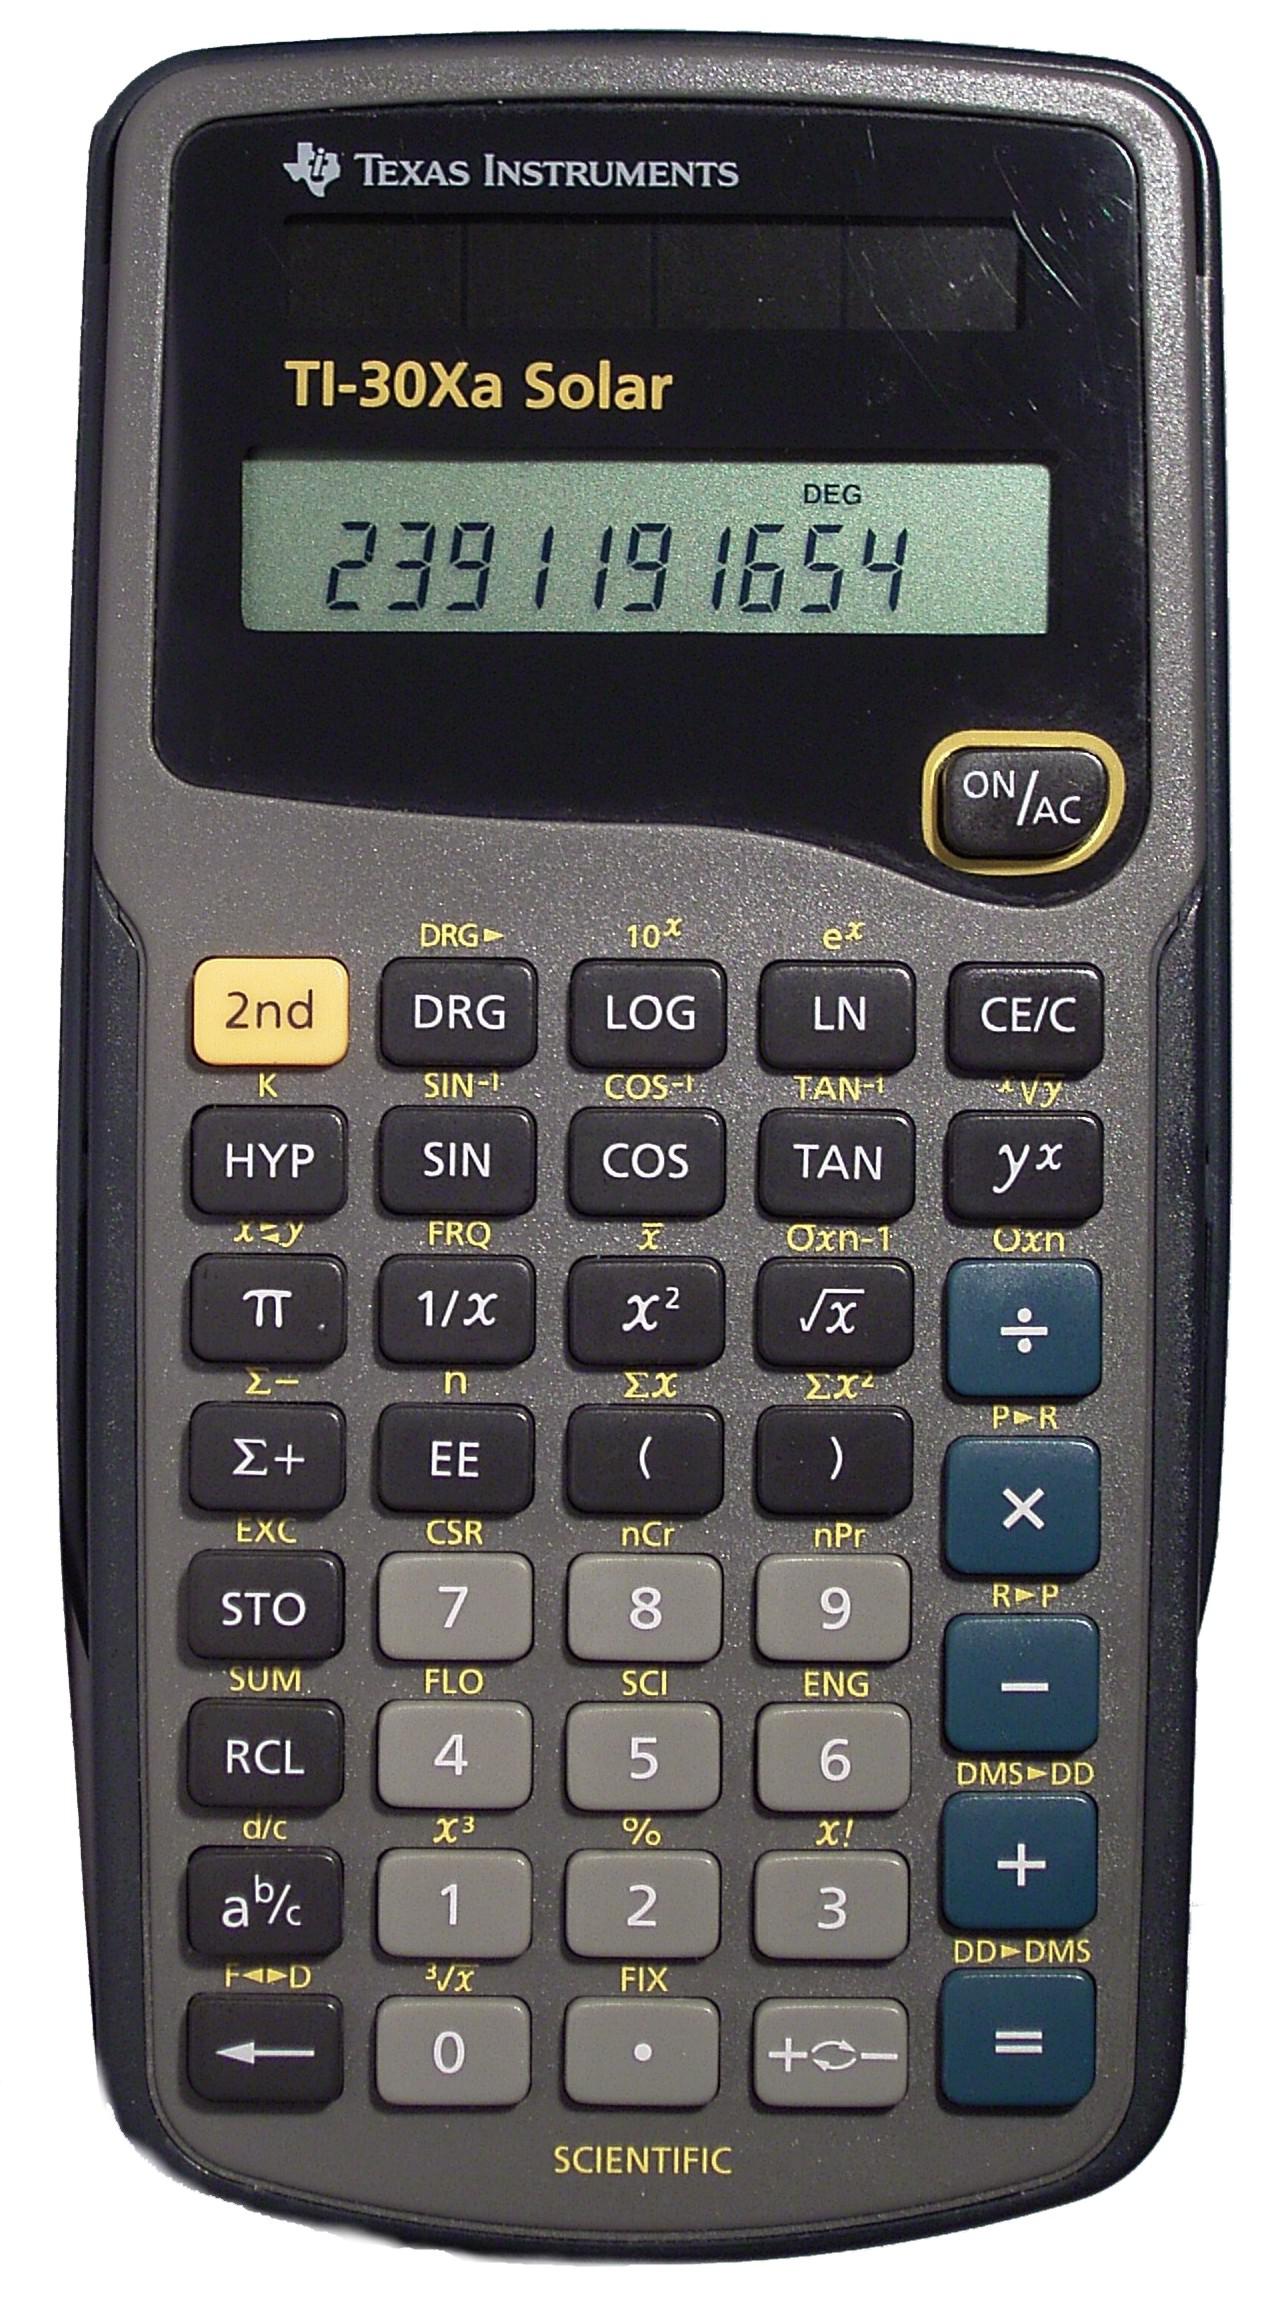 TEXAS INSTRUMENTS
TI-30Xa Solar
DEG
2391191654
ON/AC
DRG► 10ˣ eˣ
2nd DRG LOG LN CE/C
K SIN⁻¹ COS⁻¹ TAN⁻¹ ˣ√y
HYP SIN COS TAN yˣ
x⇆y FRQ x̅ σxn-1 σxn
π 1/x x² √x ÷
Σ− n Σx Σx² P►R
Σ+ EE ( ) ×
EXC CSR nCr nPr R►P
STO 7 8 9 −
SUM FLO SCI ENG DMS►DD
RCL 4 5 6 +
d/c x³ % x! DD►DMS
ab/c 1 2 3 =
F◄►D ³√x FIX
← 0 . +⇄−
SCIENTIFIC